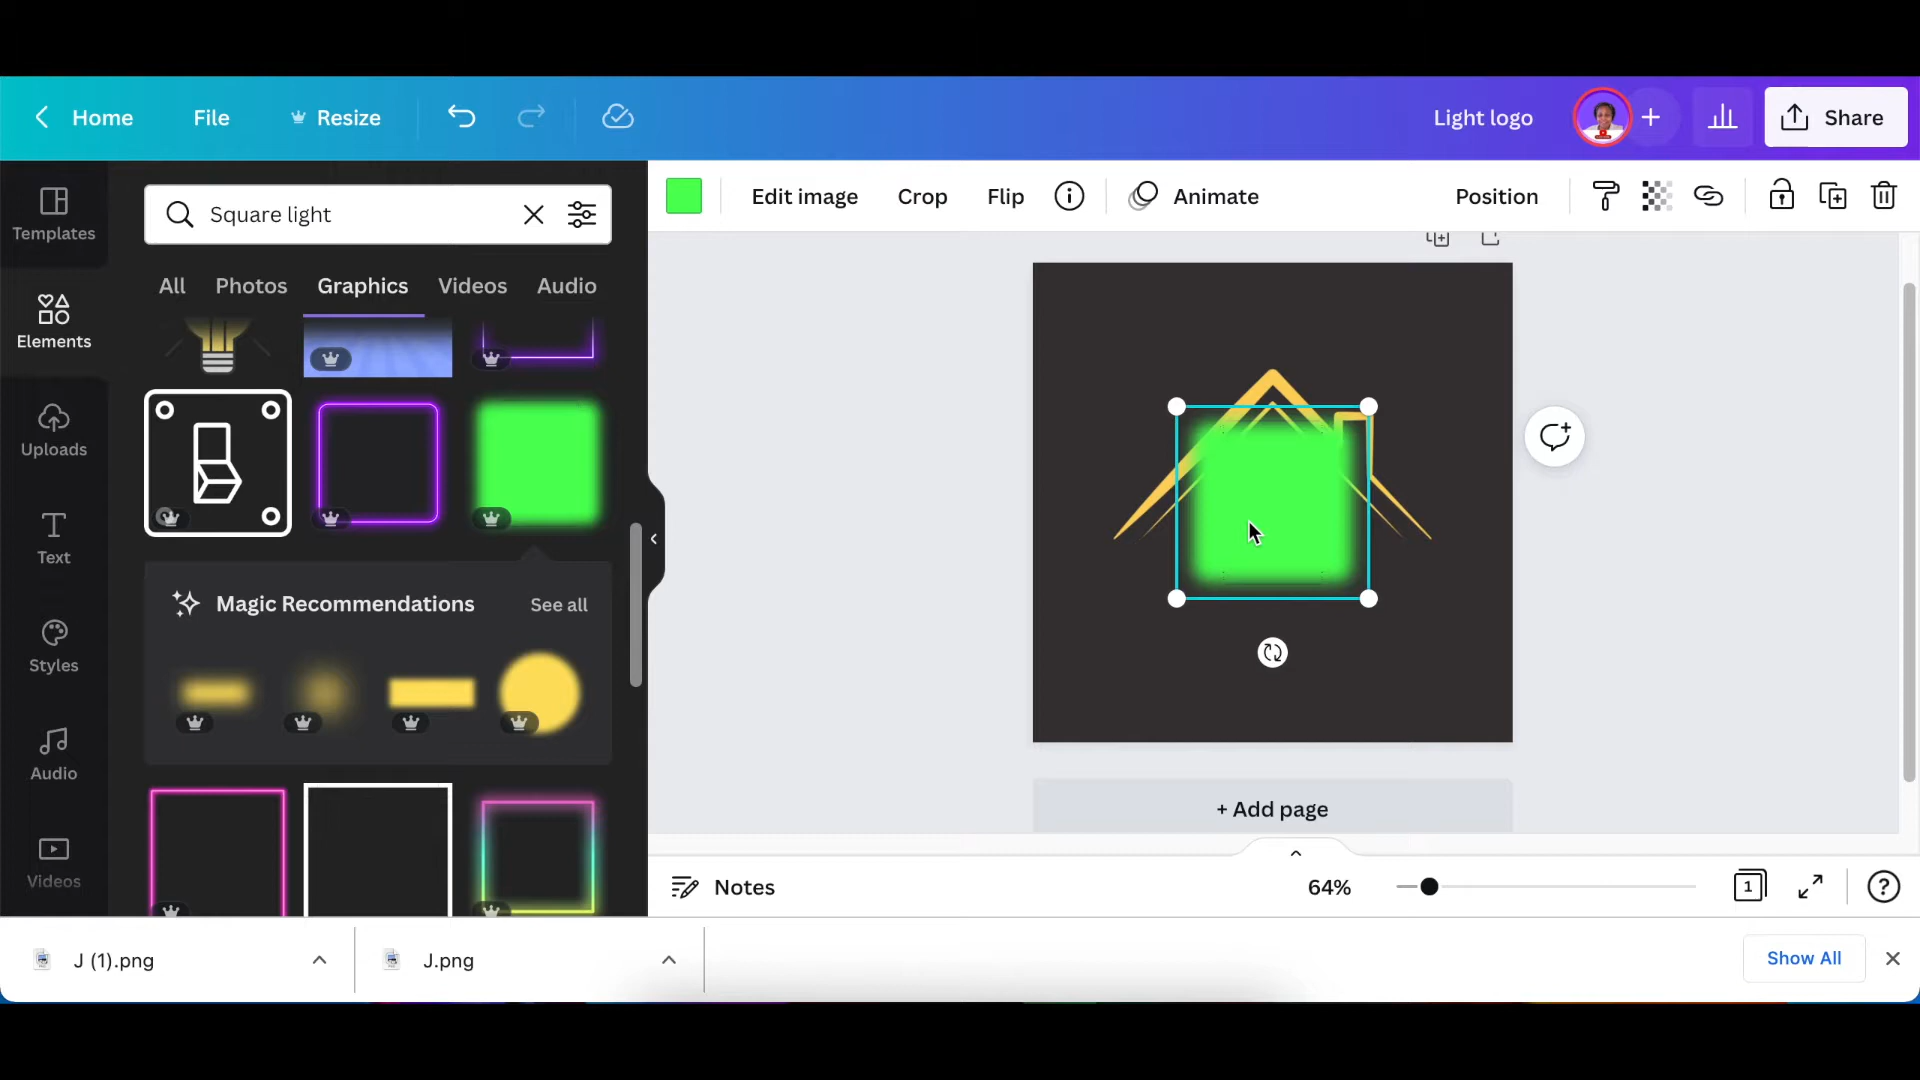 Home
File
Resize
Light logo
Share
Templates
Elements
Uploads
Text
Styles
Audio
Videos
Square light
All
Photos
Graphics
Videos
Audio
Magic Recommendations
See all
Edit image
Crop
Flip
Animate
Position
+ Add page
Notes
64%
1
J (1).png
J.png
Show All